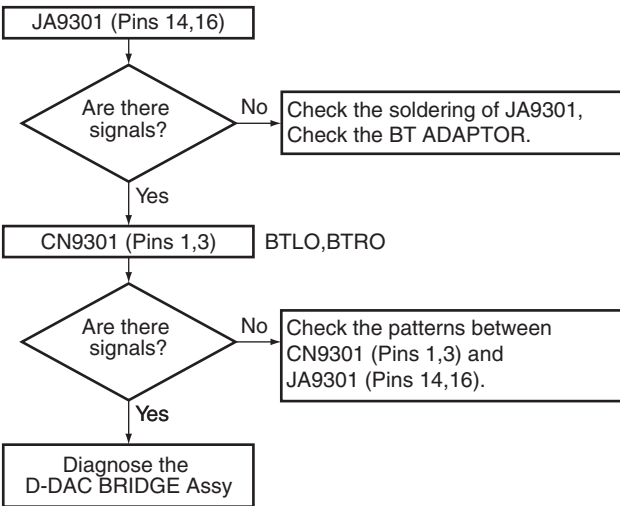 JA9301 (Pins 14,16)
Are there
signals?
No
Check the soldering of JA9301,
Check the BT ADAPTOR.
Yes
CN9301 (Pins 1,3)
BTLO,BTRO
Are there
signals?
No
Check the patterns between
CN9301 (Pins 1,3) and
JA9301 (Pins 14,16).
Yes
Diagnose the
D-DAC BRIDGE Assy